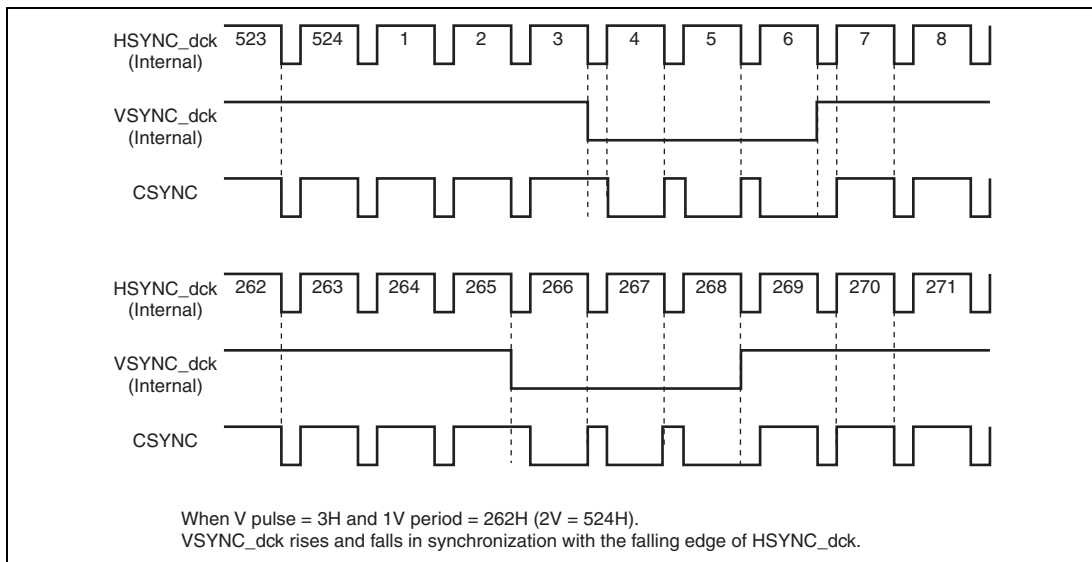 HSYNC_dck 523 524 1 2 3 4 5 6 7 8
(Internal)
VSYNC_dck
(Internal)
CSYNC
HSYNC_dck 262 263 264 265 266 267 268 269 270 271
(Internal)
VSYNC_dck
(Internal)
CSYNC
When V pulse = 3H and 1V period = 262H (2V = 524H).
VSYNC_dck rises and falls in synchronization with the falling edge of HSYNC_dck.